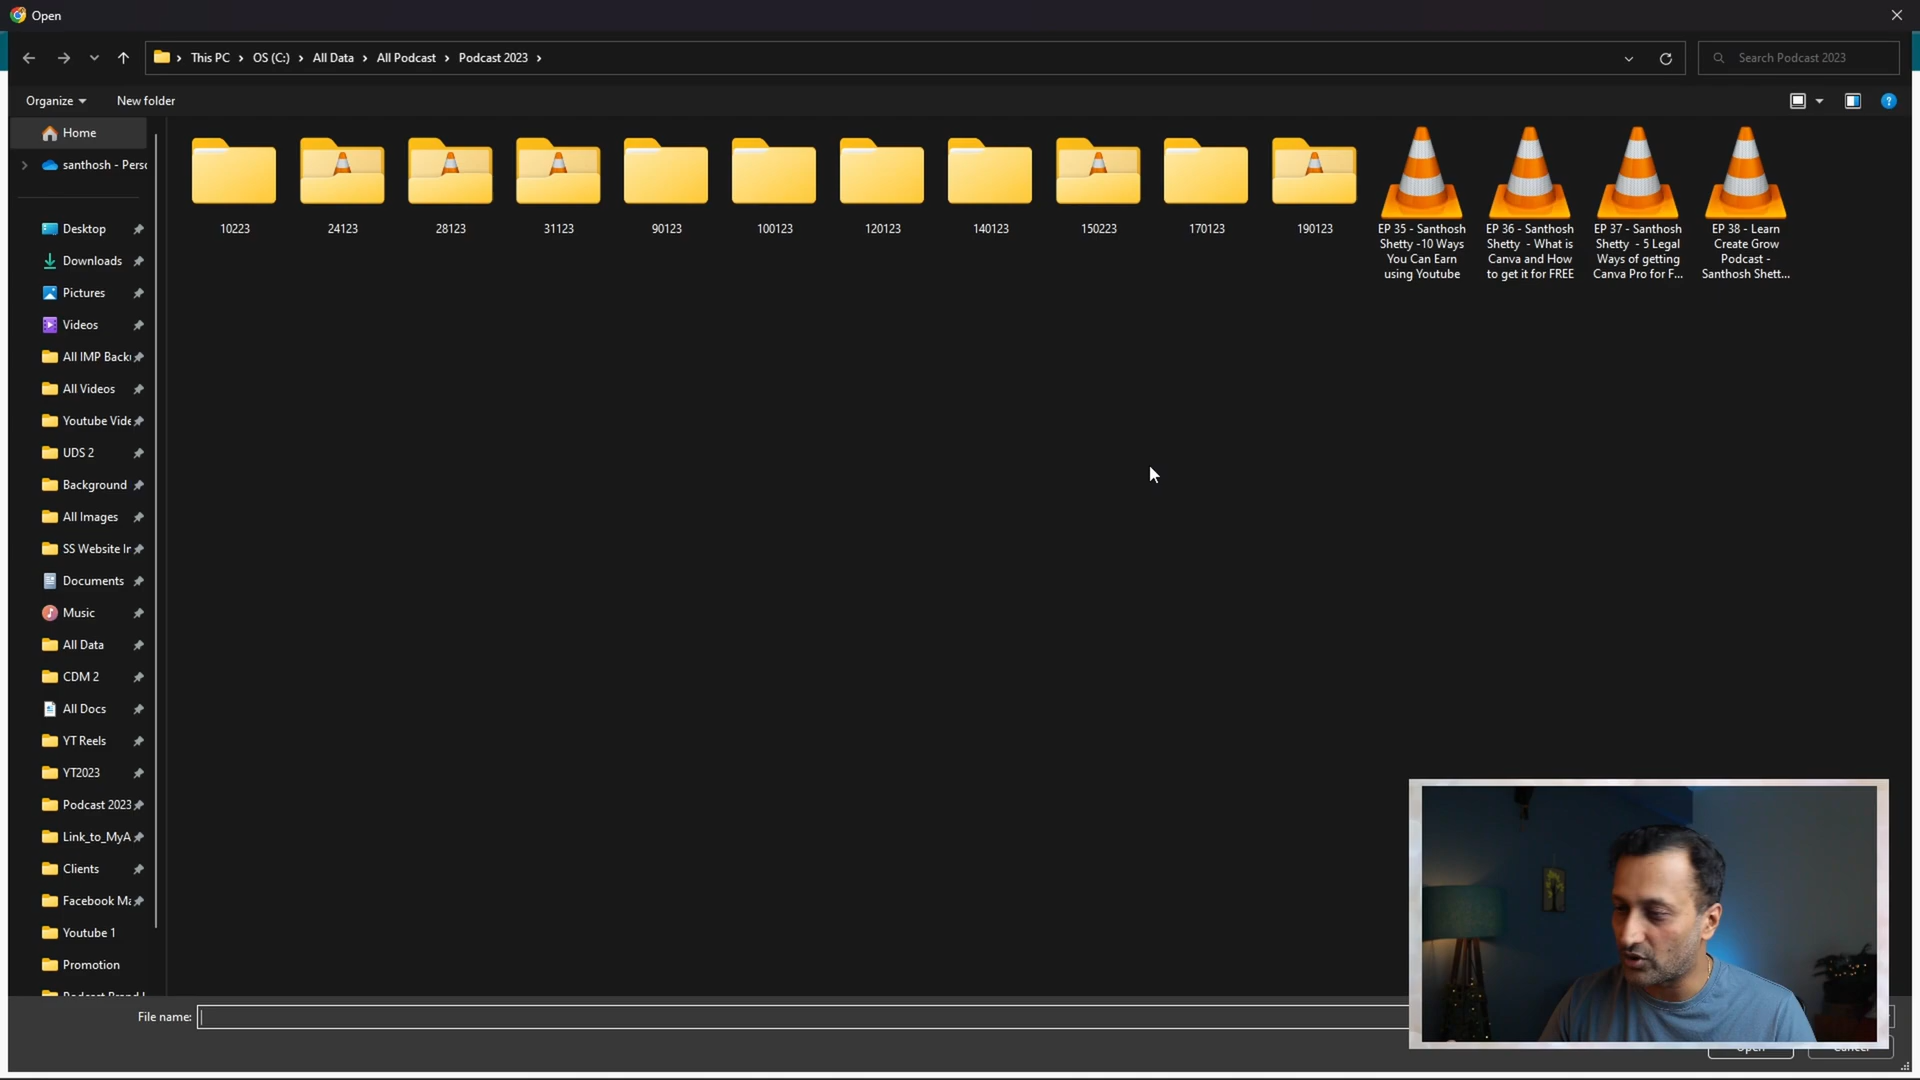 Open
This PC > OS (C:) > All Data > All Podcast > Podcast 2023 >
Search Podcast 2023
Organize
New folder
Home
santhosh - Persc
Desktop
Downloads
Pictures
Videos
All IMP Back
All Videos
Youtube Vide
UDS 2
Background
All Images
SS Website Ir
Documents
Music
All Data
CDM 2
All Docs
YT Reels
YT2023
Podcast 2023
Link_to_MyA
Clients
Facebook Ma
Youtube 1
Promotion
10223
24123
28123
31123
90123
100123
120123
140123
150223
170123
190123
EP 35 - Santhosh
Shetty -10 Ways
You Can Earn
using Youtube
EP 36 - Santhosh
Shetty - What is
Canva and How
to get it for FREE
EP 37 - Santhosh
Shetty - 5 Legal
Ways of getting
Canva Pro for F...
EP 38 - Learn
Create Grow
Podcast -
Santhosh Shett...
File name:
Open
Cancel